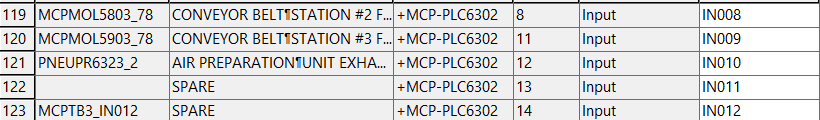 119 MCPMOL5803_78 CONVEYOR BELT¶STATION #2 F... +MCP-PLC6302 8 Input IN008
120 MCPMOL5903_78 CONVEYOR BELT¶STATION #3 F... +MCP-PLC6302 11 Input IN009
121 PNEUPR6323_2 AIR PREPARATION¶UNIT EXHA... +MCP-PLC6302 12 Input IN010
122 SPARE +MCP-PLC6302 13 Input IN011
123 MCPTB3_IN012 SPARE +MCP-PLC6302 14 Input IN012